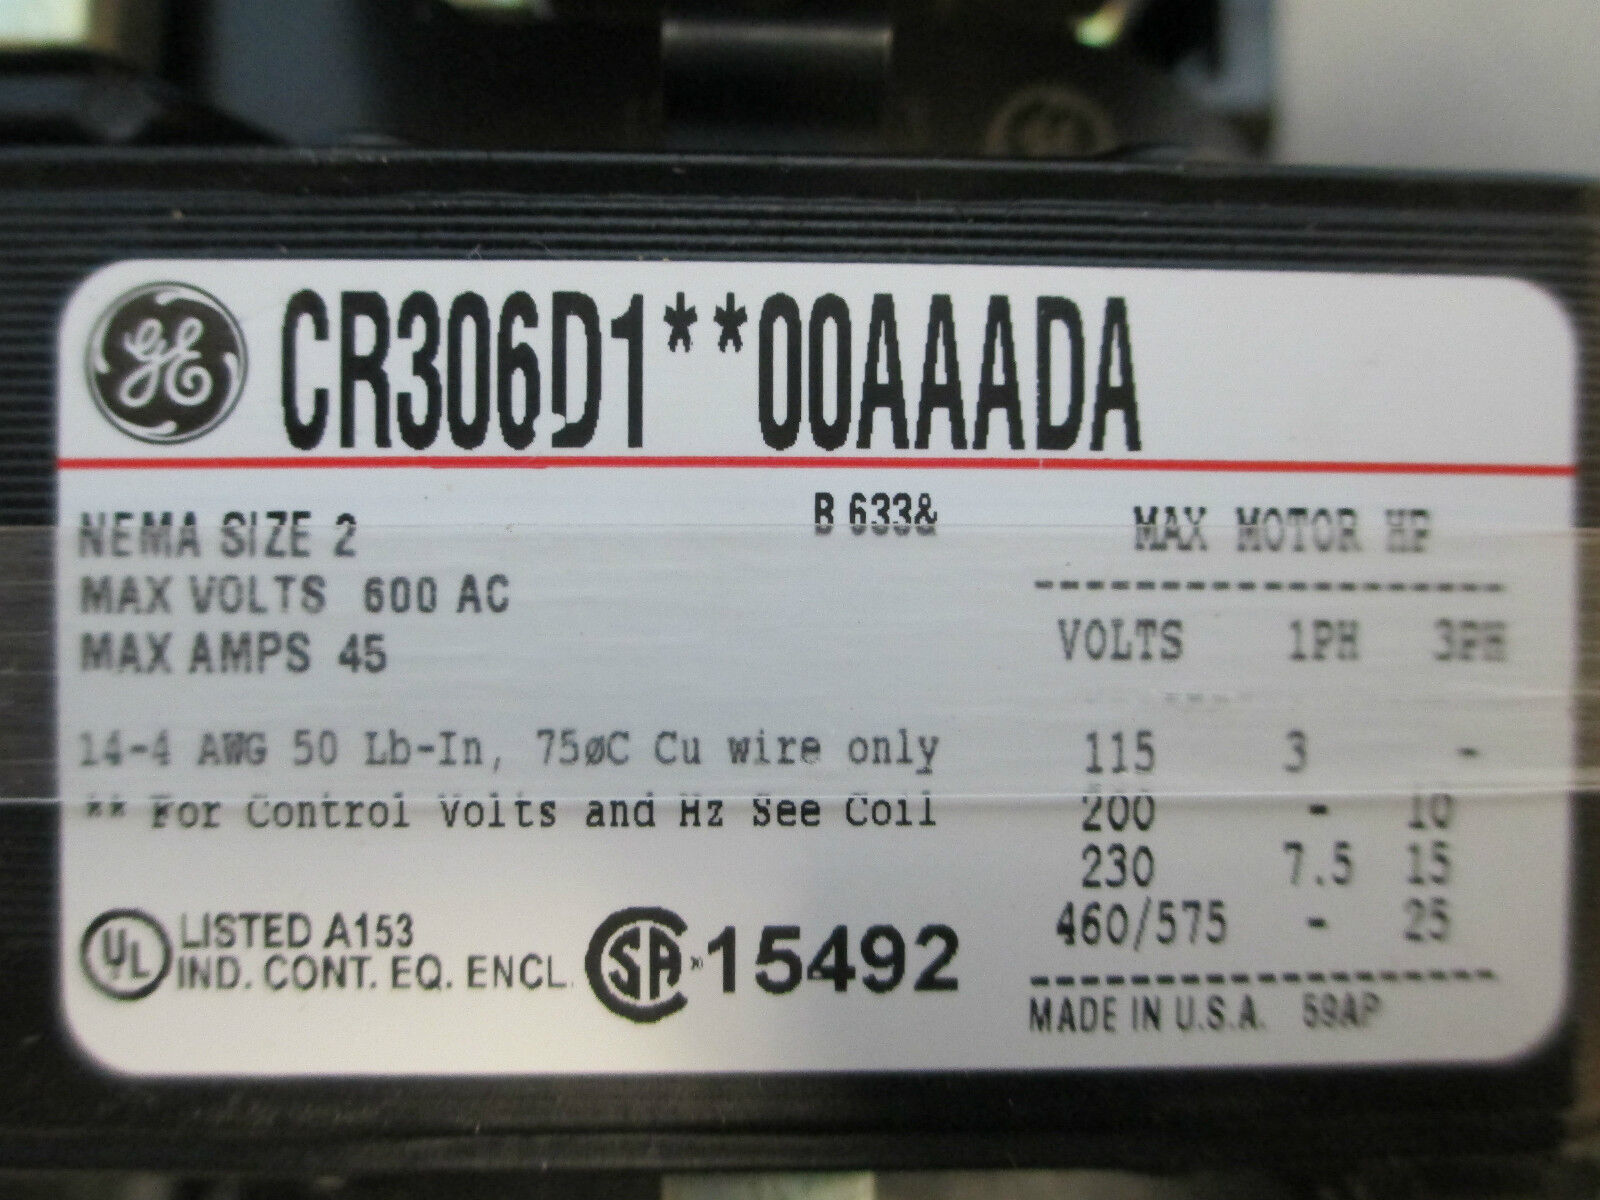 GE
CR306D1**00AAADA
NEMA SIZE 2
B 633&
MAX VOLTS 600 AC
MAX AMPS 45
14-4 AWG 50 Lb-In, 75øC Cu wire only
** For Control Volts and Hz See Coil
UL LISTED A153
IND. CONT. EQ. ENCL.
CSA 15492
MAX MOTOR HP
VOLTS 1PH 3PH
115 3 -
200 - 10
230 7.5 15
460/575 - 25
MADE IN U.S.A. 59AP